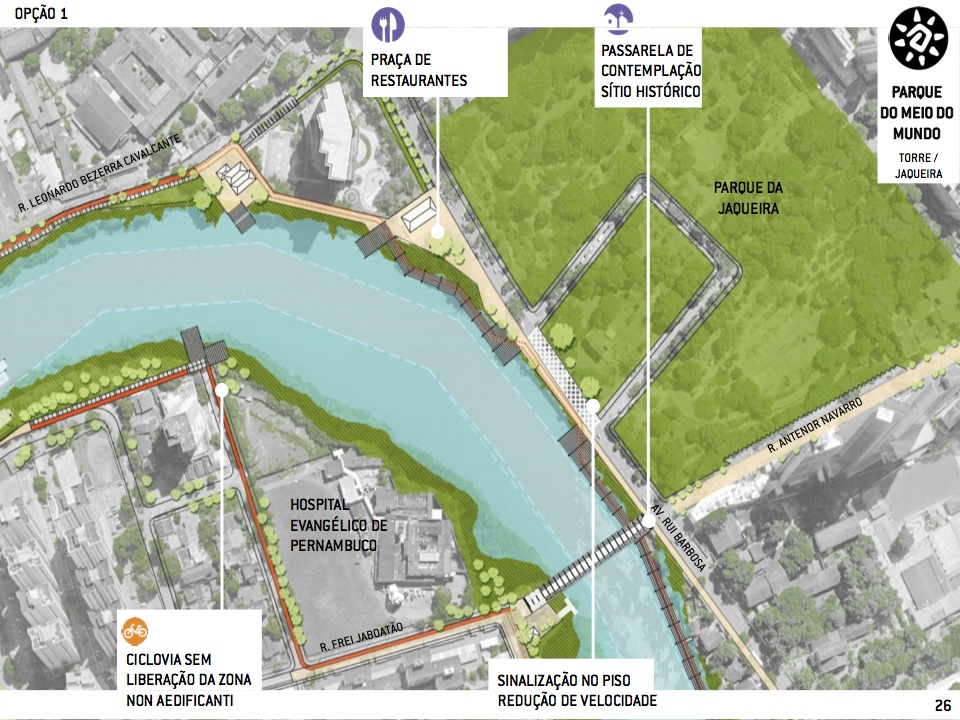 OPÇÃO 1
PRAÇA DE
RESTAURANTES
PASSARELA DE
CONTEMPLAÇÃO
SÍTIO HISTÓRICO
PARQUE
DO MEIO DO
MUNDO
TORRE /
JAQUEIRA
R. LEONARDO BEZERRA CAVALCANTE
PARQUE DA
JAQUEIRA
R. ANTENOR NAVARRO
HOSPITAL
EVANGÉLICO DE
PERNAMBUCO
AV. RUI BARBOSA
R. FREI JABOATÃO
CICLOVIA SEM
LIBERAÇÃO DA ZONA
NON AEDIFICANTI
SINALIZAÇÃO NO PISO
REDUÇÃO DE VELOCIDADE
26